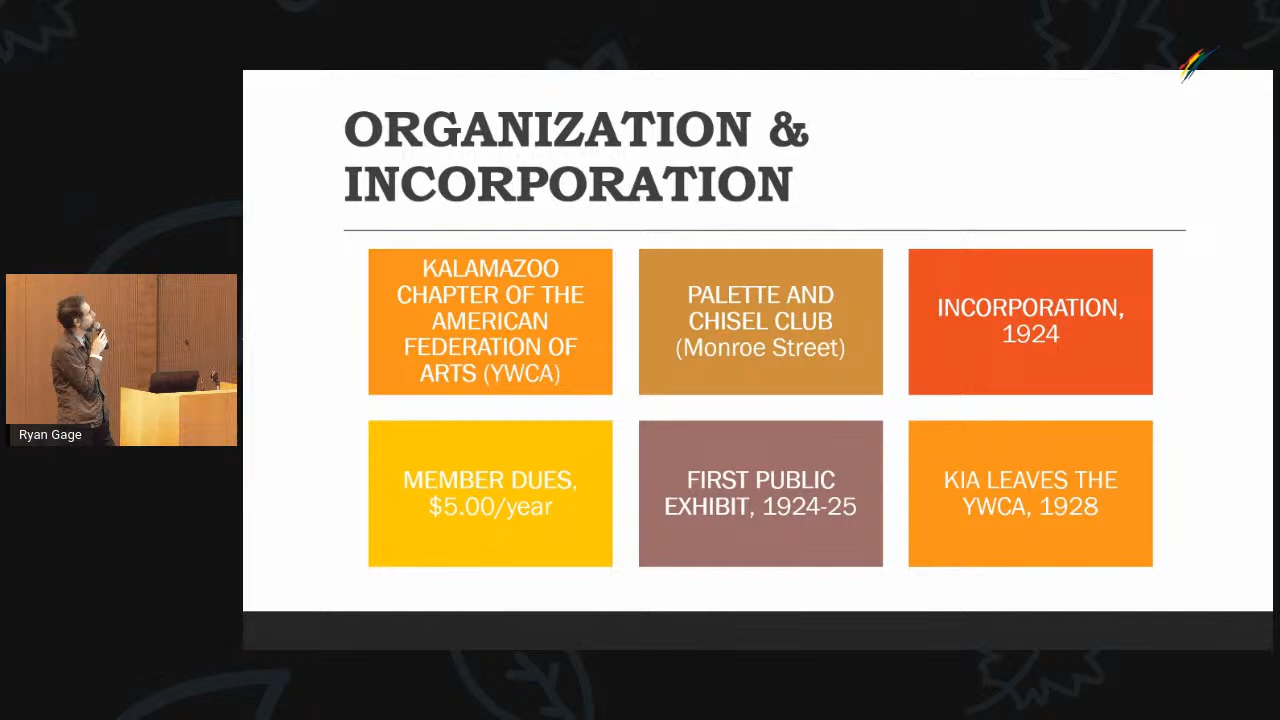 ORGANIZATION &
INCORPORATION
KALAMAZOO
CHAPTER OF THE
AMERICAN
FEDERATION OF
ARTS (YWCA)
PALETTE AND
CHISEL CLUB
(Monroe Street)
INCORPORATION,
1924
MEMBER DUES,
$5.00/year
FIRST PUBLIC
EXHIBIT, 1924-25
KIA LEAVES THE
YWCA, 1928
Ryan Gage